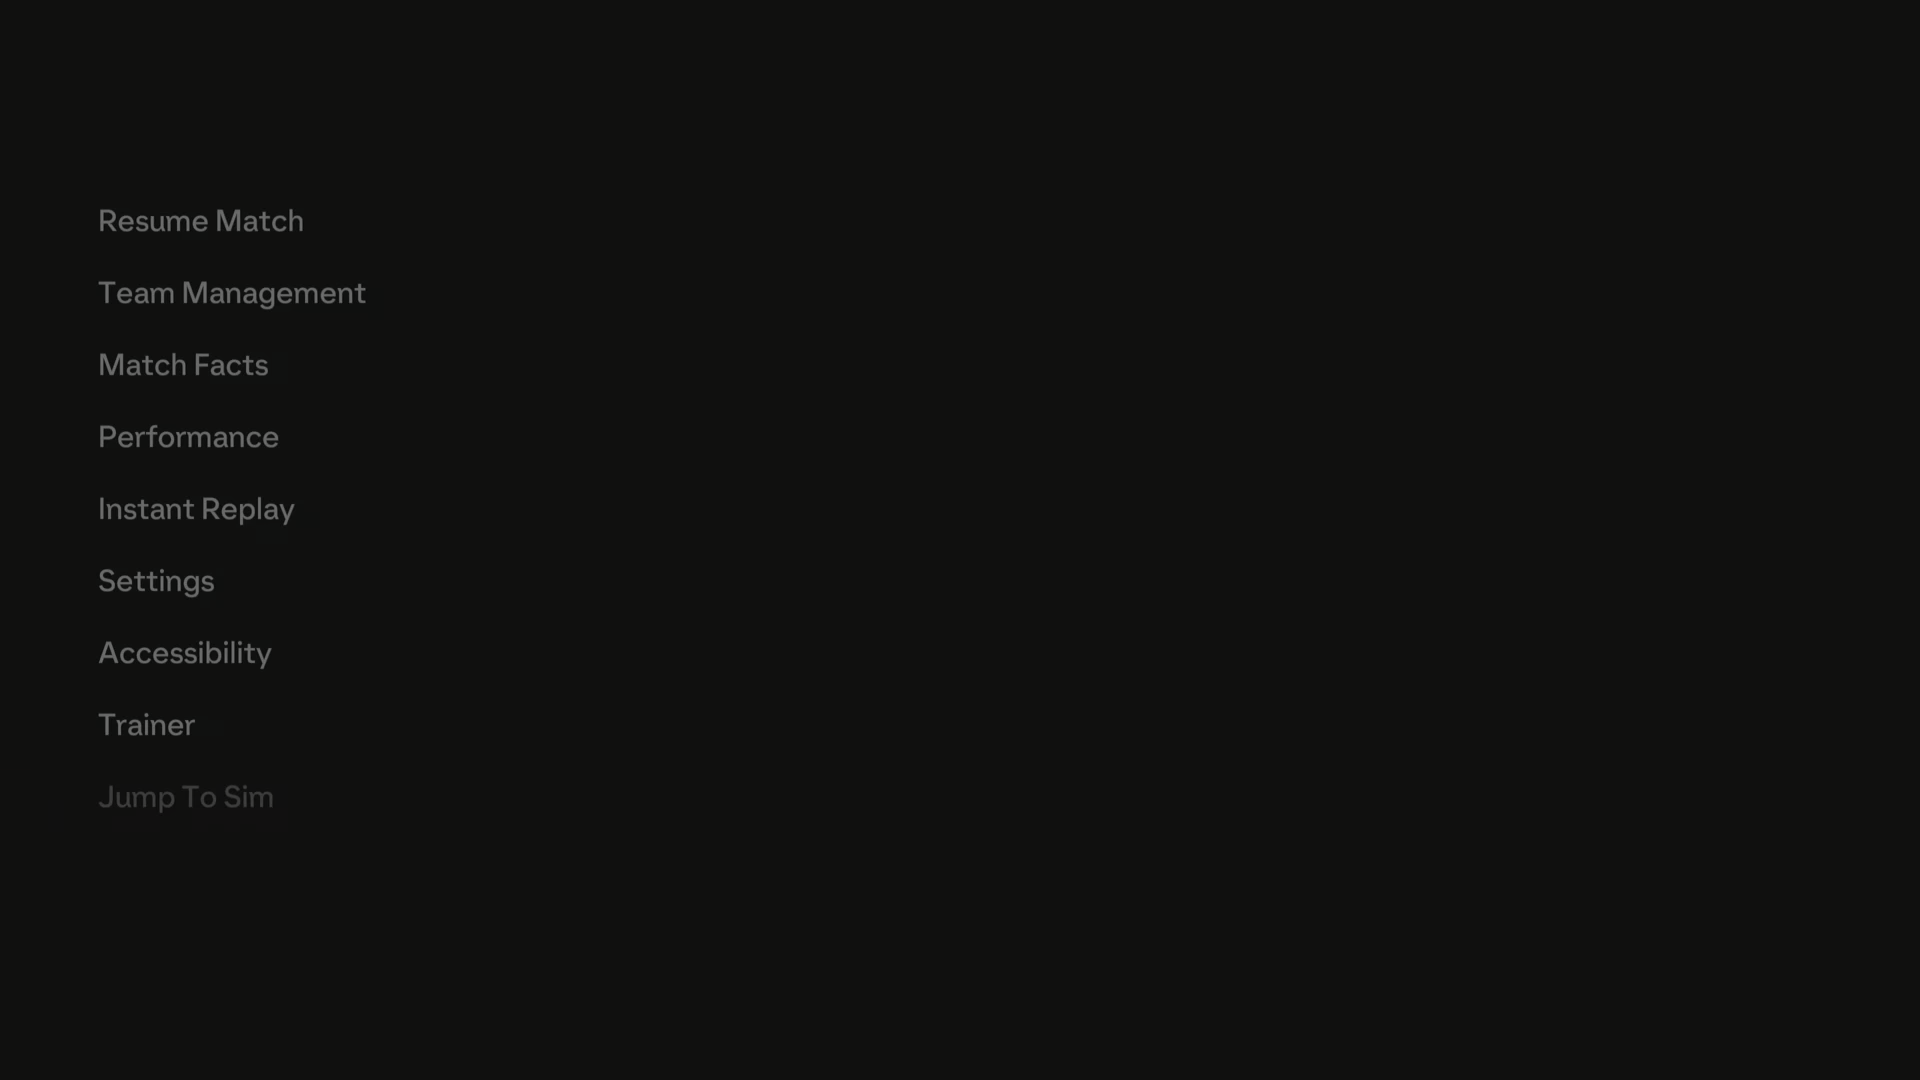 Resume Match
Team Management
Match Facts
Performance
Instant Replay
Settings
Accessibility
Trainer
Jump To Sim